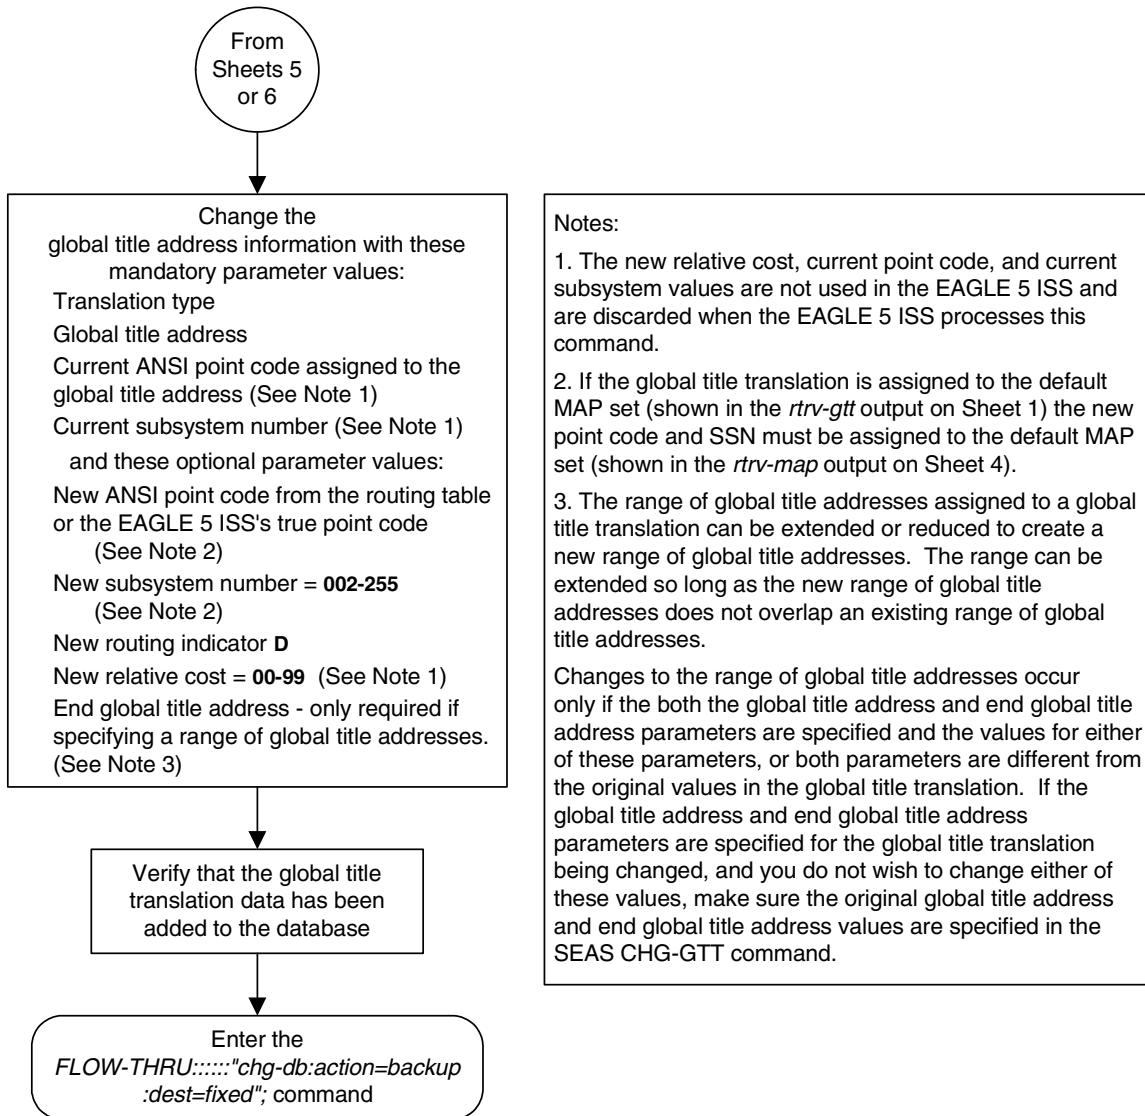 From
Sheets 5
or 6
Change the
global title address information with these
mandatory parameter values:
Translation type
Global title address
Current ANSI point code assigned to the
global title address (See Note 1)
Current subsystem number (See Note 1)
and these optional parameter values:
New ANSI point code from the routing table
or the EAGLE 5 ISS's true point code
(See Note 2)
New subsystem number = 002-255
(See Note 2)
New routing indicator D
New relative cost = 00-99 (See Note 1)
End global title address - only required if
specifying a range of global title addresses.
(See Note 3)
Verify that the global title
translation data has been
added to the database
Enter the
FLOW-THRU::::::"chg-db:action=backup
:dest=fixed"; command
Notes:
1. The new relative cost, current point code, and current
subsystem values are not used in the EAGLE 5 ISS and
are discarded when the EAGLE 5 ISS processes this
command.
2. If the global title translation is assigned to the default
MAP set (shown in the rtrv-gtt output on Sheet 1) the new
point code and SSN must be assigned to the default MAP
set (shown in the rtrv-map output on Sheet 4).
3. The range of global title addresses assigned to a global
title translation can be extended or reduced to create a
new range of global title addresses. The range can be
extended so long as the new range of global title
addresses does not overlap an existing range of global
title addresses.
Changes to the range of global title addresses occur
only if the both the global title address and end global title
address parameters are specified and the values for either
of these parameters, or both parameters are different from
the original values in the global title translation. If the
global title address and end global title address
parameters are specified for the global title translation
being changed, and you do not wish to change either of
these values, make sure the original global title address
and end global title address values are specified in the
SEAS CHG-GTT command.